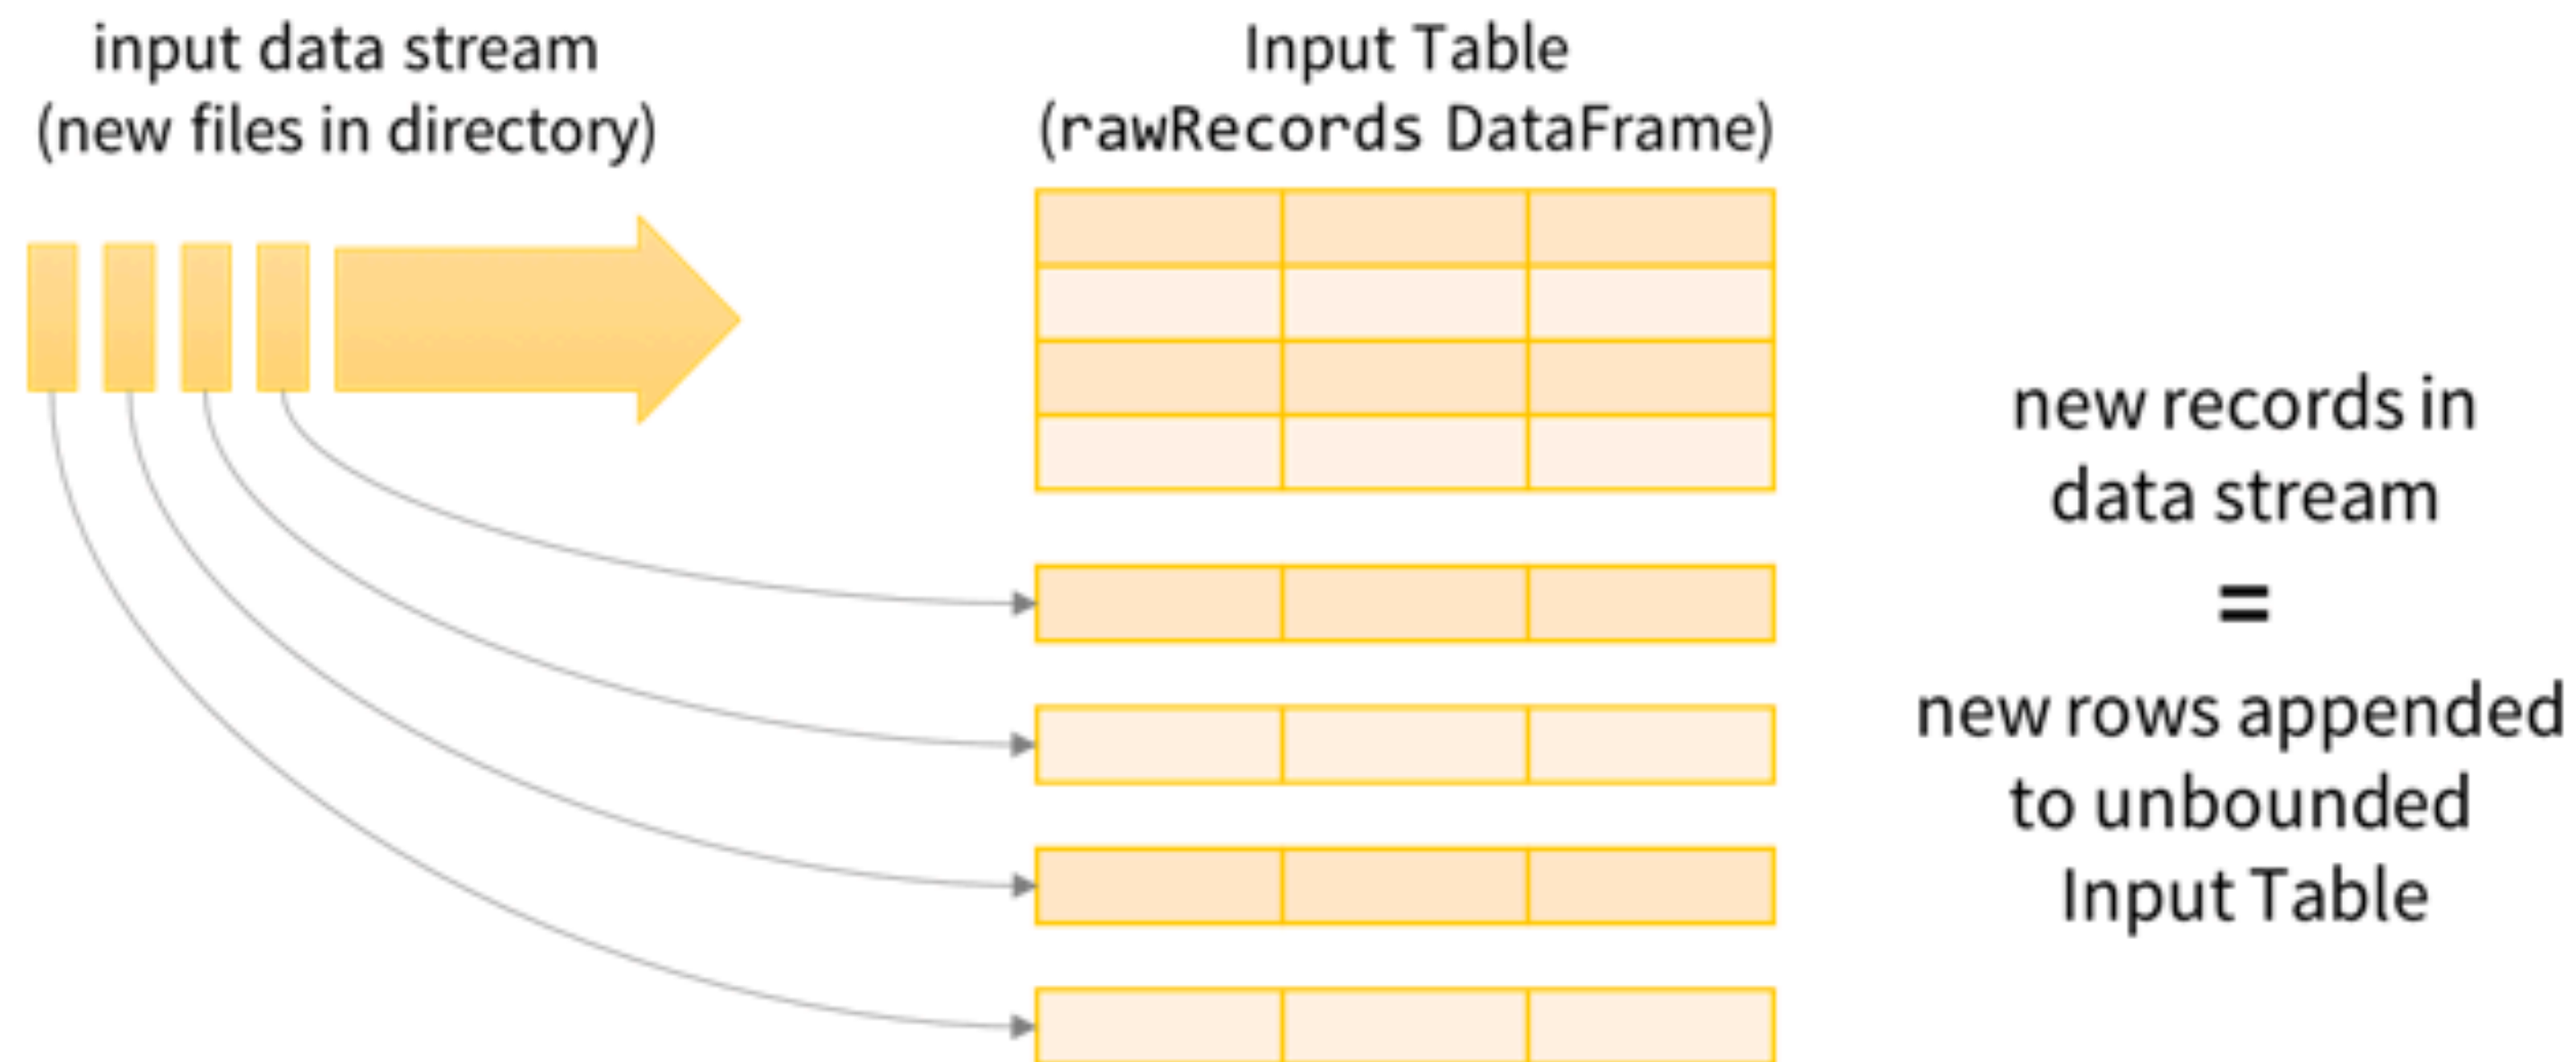 input data stream
(new files in directory)
Input Table
(rawRecords DataFrame)
new records in
data stream
=
new rows appended
to unbounded
Input Table